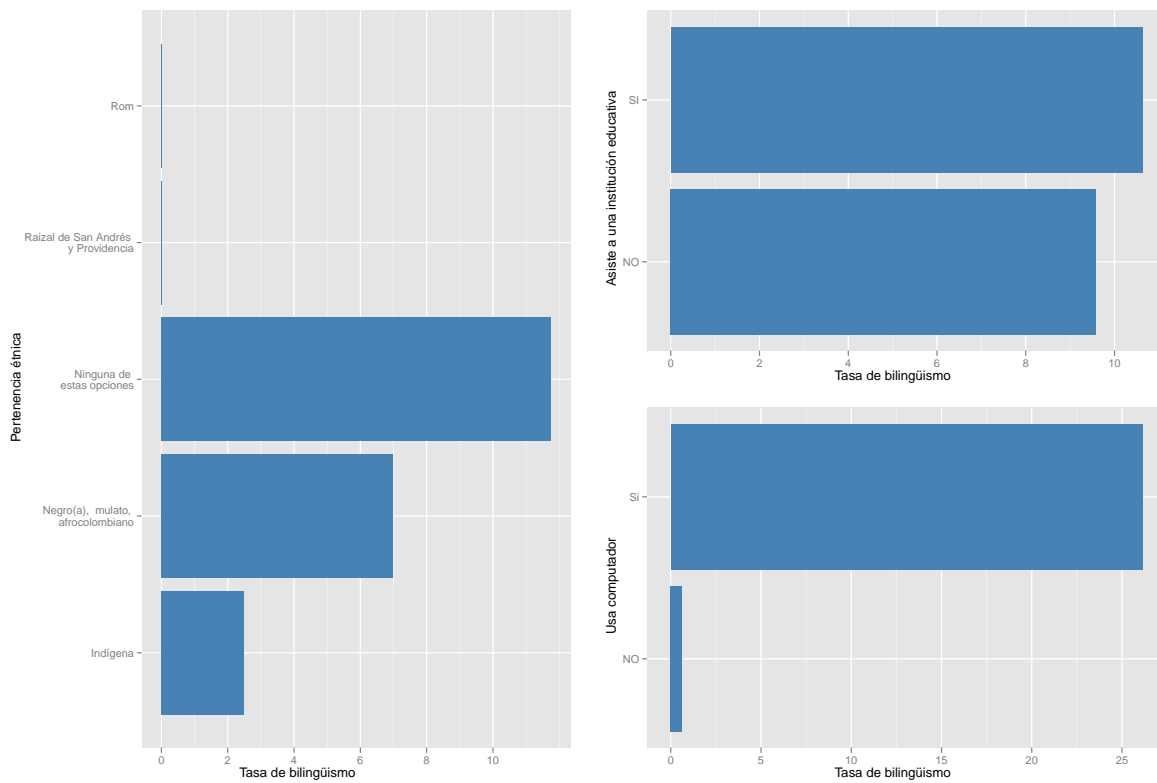 Pertenencia étnica
Rom
Raizal de San Andrés
y Providencia
Ninguna de
estas opciones
Negro(a),  mulato,
afrocolombiano
Indígena
0 2 4 6 8 10
Tasa de bilingüismo
Asiste a una institución educativa
SI
NO
0 2 4 6 8 10
Tasa de bilingüismo
Usa computador
Si
NO
0 5 10 15 20 25
Tasa de bilingüismo